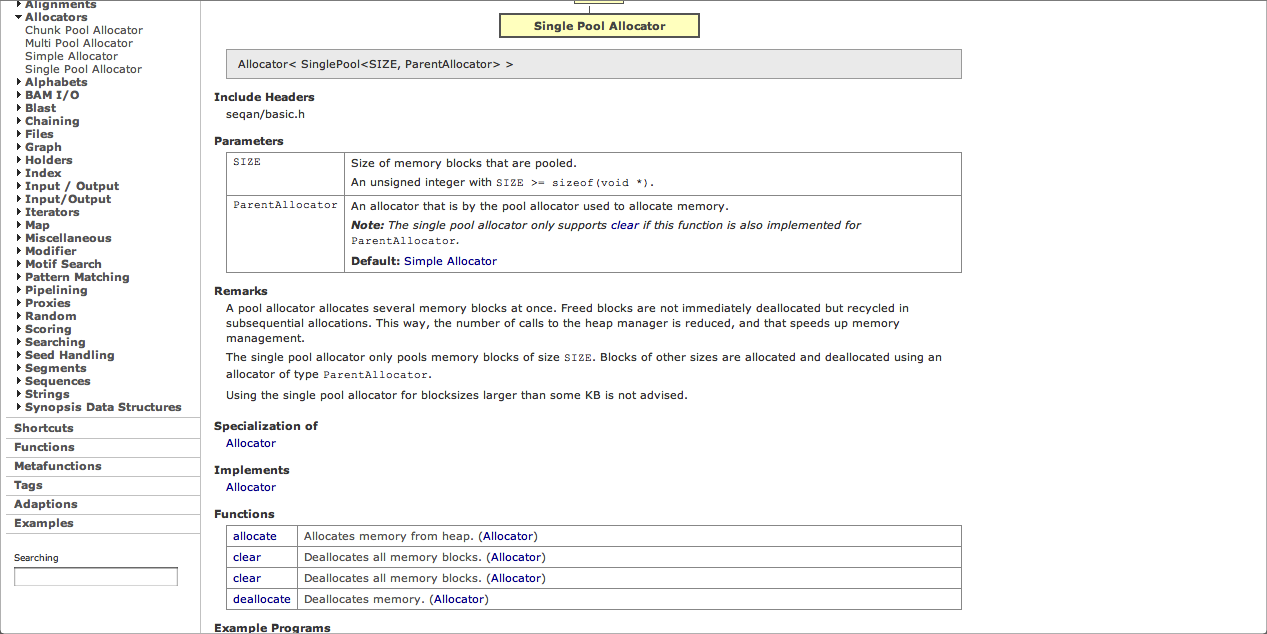 Alignments
Allocators
Chunk Pool Allocator
Multi Pool Allocator
Simple Allocator
Single Pool Allocator
Alphabets
BAM I/O
Blast
Chaining
Files
Graph
Holders
Index
Input / Output
Input/Output
Iterators
Map
Miscellaneous
Modifier
Motif Search
Pattern Matching
Pipelining
Proxies
Random
Scoring
Searching
Seed Handling
Segments
Sequences
Strings
Synopsis Data Structures
Shortcuts
Functions
Metafunctions
Tags
Adaptions
Examples
Searching
Single Pool Allocator
Allocator< SinglePool<SIZE, ParentAllocator> >
Include Headers
seqan/basic.h
Parameters
SIZE
Size of memory blocks that are pooled.
An unsigned integer with SIZE >= sizeof(void *).
ParentAllocator
An allocator that is by the pool allocator used to allocate memory.
Note: The single pool allocator only supports clear if this function is also implemented for
ParentAllocator.
Default: Simple Allocator
Remarks
A pool allocator allocates several memory blocks at once. Freed blocks are not immediately deallocated but recycled in
subsequential allocations. This way, the number of calls to the heap manager is reduced, and that speeds up memory
management.
The single pool allocator only pools memory blocks of size SIZE. Blocks of other sizes are allocated and deallocated using an
allocator of type ParentAllocator.
Using the single pool allocator for blocksizes larger than some KB is not advised.
Specialization of
Allocator
Implements
Allocator
Functions
allocate Allocates memory from heap. (Allocator)
clear Deallocates all memory blocks. (Allocator)
clear Deallocates all memory blocks. (Allocator)
deallocate Deallocates memory. (Allocator)
Example Programs